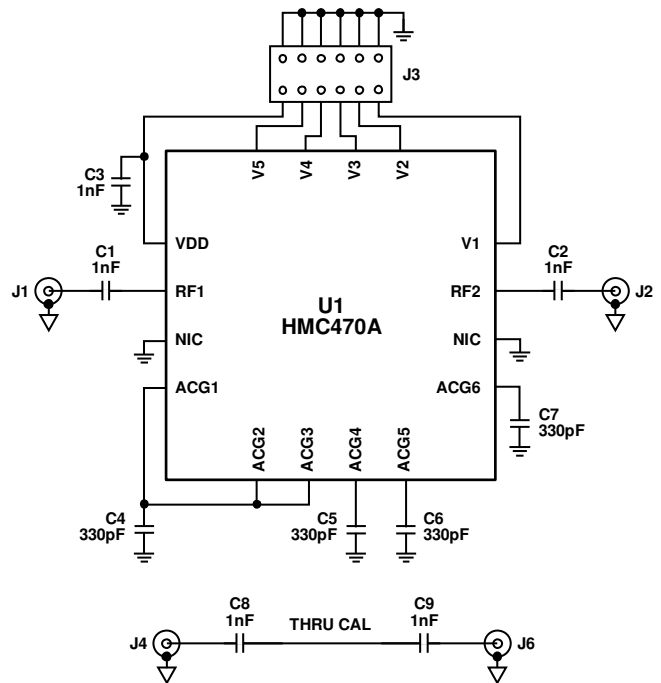 J3
V5
V4
V3
V2
C3
1nF
VDD
V1
C1
1nF
C2
1nF
J1
RF1
RF2
J2
U1
HMC470A
NIC
NIC
ACG1
ACG6
C7
330pF
ACG2
ACG3
ACG4
ACG5
C4
330pF
C5
330pF
C6
330pF
C8
1nF
THRU CAL
C9
1nF
J4
J6